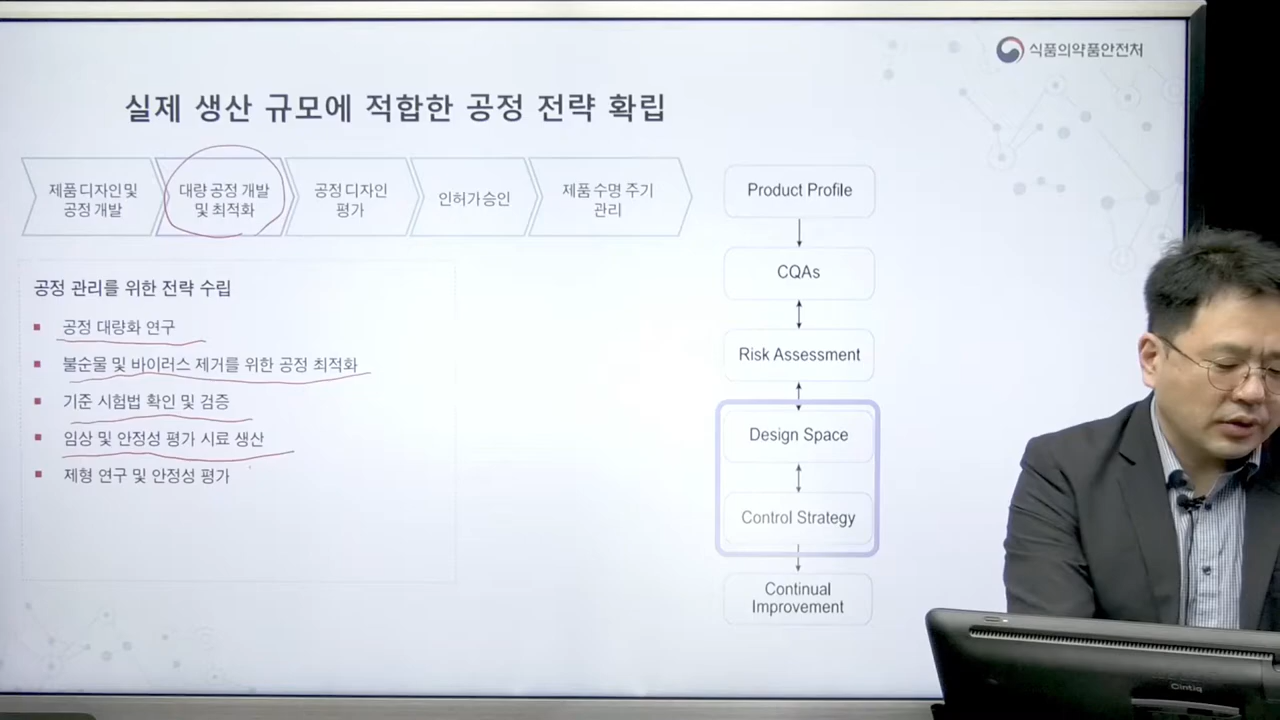 식품의약품안전처
실제 생산 규모에 적합한 공정 전략 확립
제품 디자인 및
공정 개발
대량 공정 개발
및 최적화
공정 디자인
평가
인허가 승인
제품 수명 주기
관리
공정 관리를 위한 전략 수립
공정 대량화 연구
불순물 및 바이러스 제거를 위한 공정 최적화
기준 시험법 확인 및 검증
임상 및 안정성 평가 시료 생산
제형 연구 및 안정성 평가
Product Profile
CQAs
Risk Assessment
Design Space
Control Strategy
Continual
Improvement
Cintiq